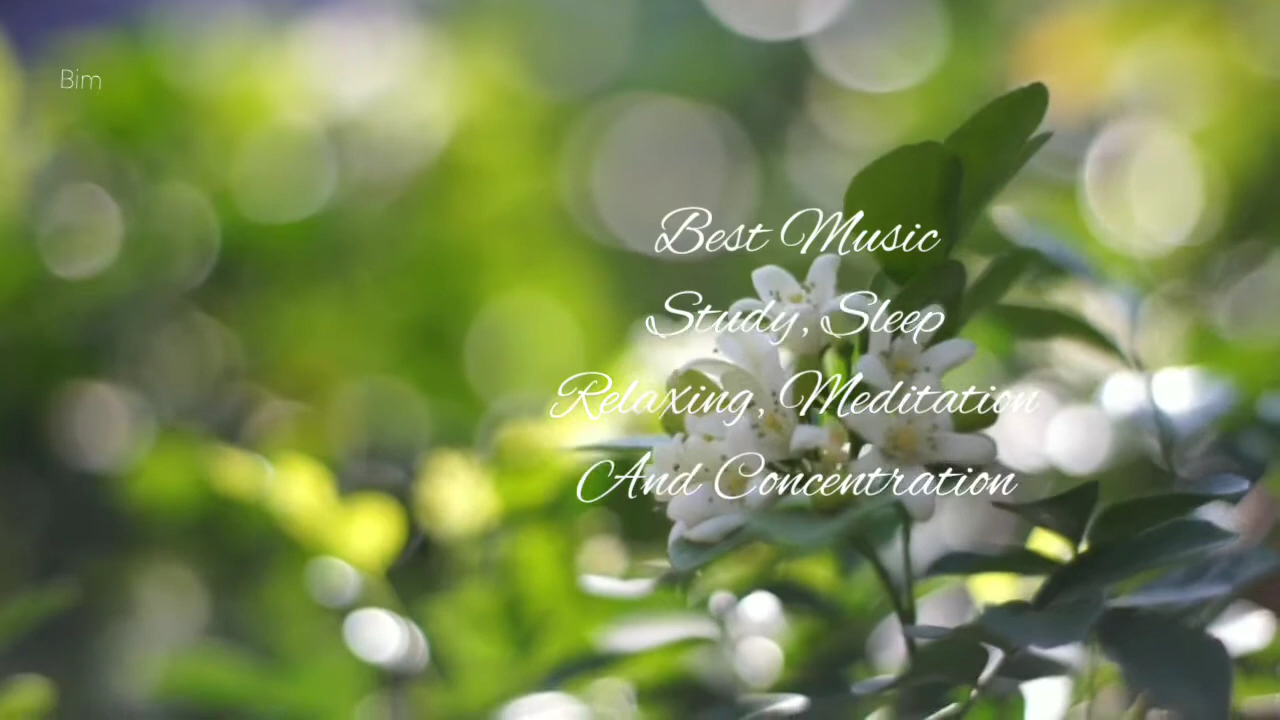 Bim
Best Music
Study, Sleep
Relaxing, Meditation
And Concentration